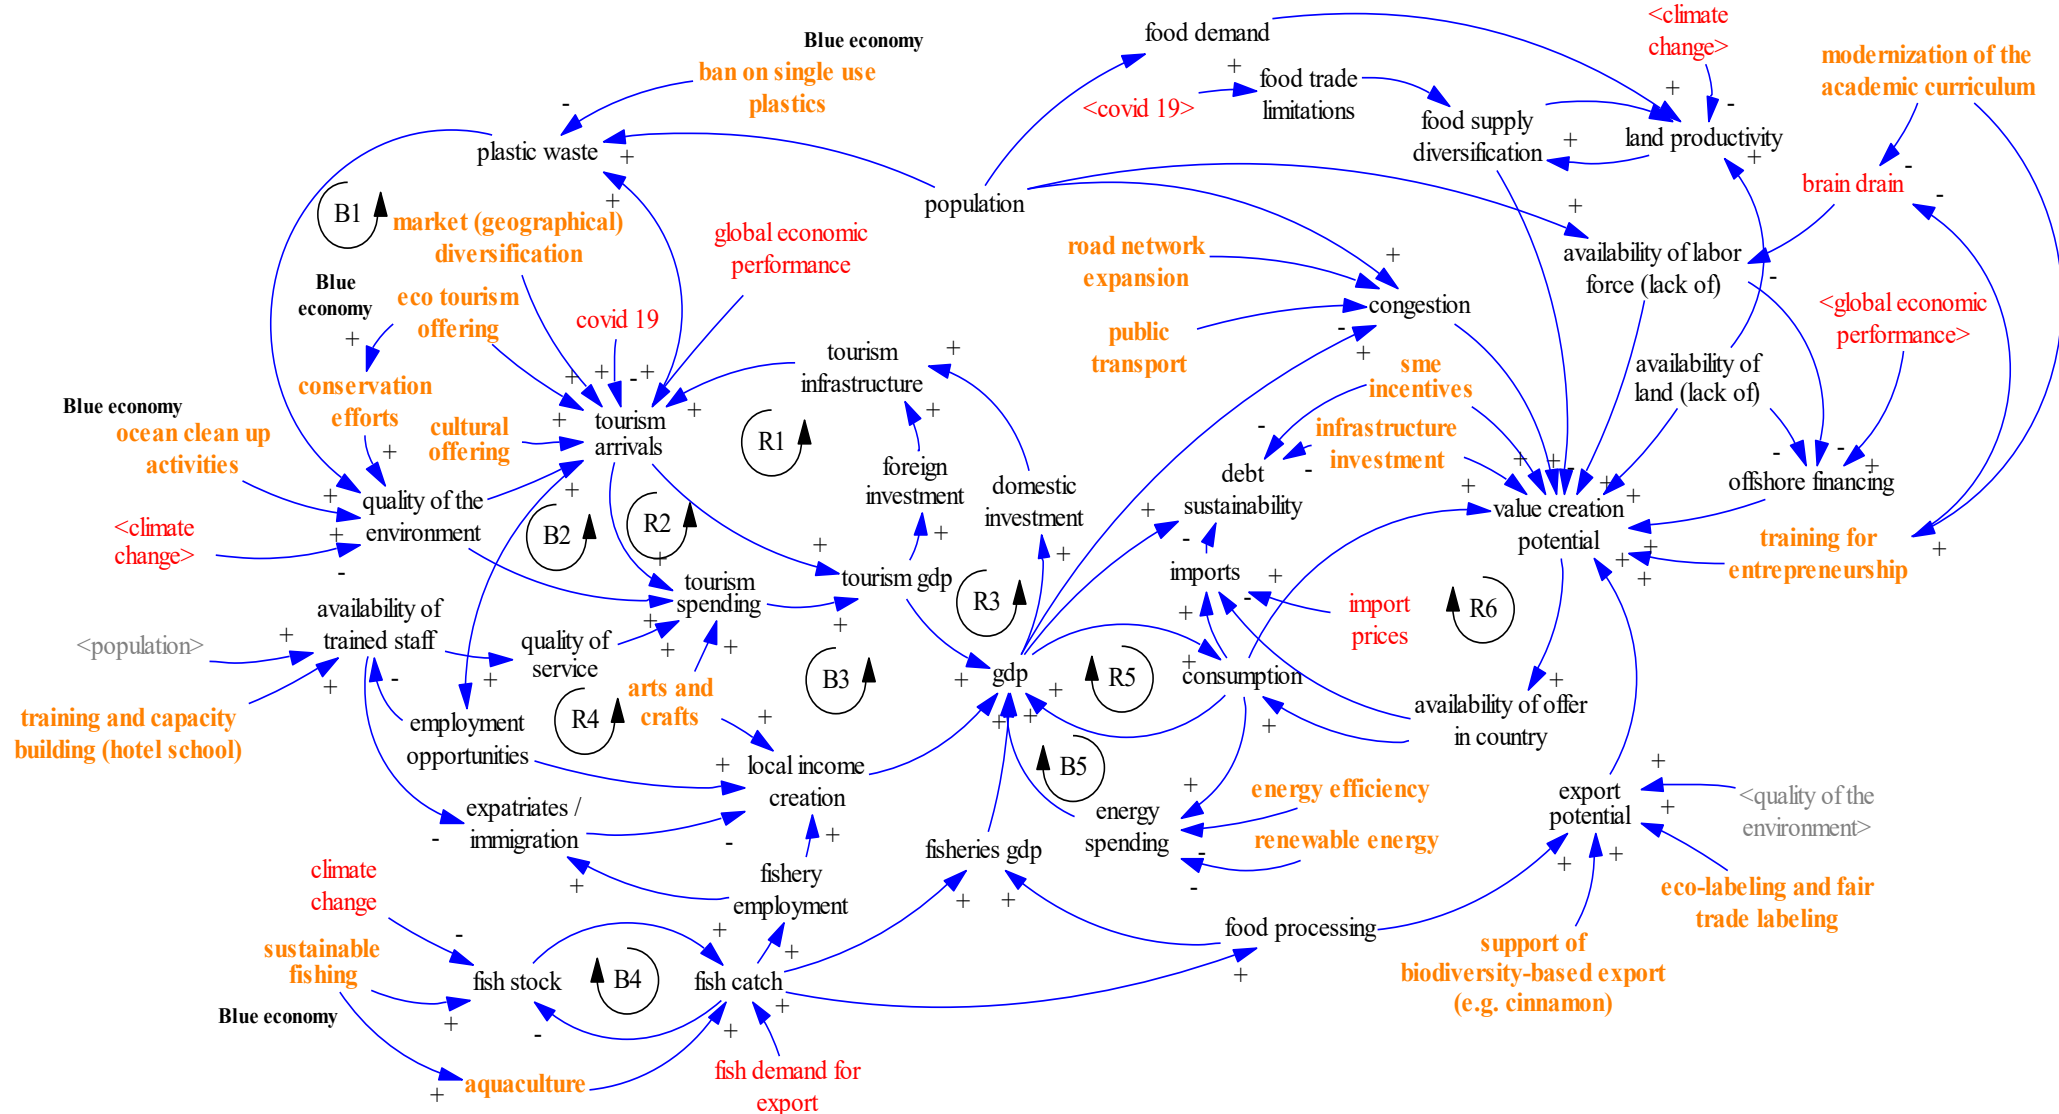 Blue economy
ban on single use
plastics
plastic waste
food demand
<covid 19>
food trade
limitations
food supply
diversification
<climate
change>
land productivity
modernization of the
academic curriculum
brain drain
population
B1
market (geographical)
diversification
global economic
performance
road network
expansion
availability of labor
force (lack of)
Blue
economy
eco tourism
offering
covid 19
congestion
<global economic
performance>
public
transport
tourism
infrastructure
sme
incentives
availability of
land (lack of)
conservation
efforts
Blue economy
ocean clean up
activities
cultural
offering
tourism
arrivals
R1
infrastructure
investment
foreign
investment
domestic
investment
debt
sustainability
offshore financing
quality of the
environment
<climate
change>
B2
R2
value creation
potential
training for
entrepreneurship
imports
tourism gdp
tourism
spending
R3
import
prices
R6
availability of
trained staff
<population>
quality of
service
B3
gdp
R5
consumption
arts and
crafts
training and capacity
building (hotel school)
employment
opportunities
R4
availability of offer
in country
local income
creation
B5
energy efficiency
export
potential
<quality of the
environment>
expatriates /
immigration
energy
spending
renewable energy
fisheries gdp
climate
change
fishery
employment
eco-labeling and fair
trade labeling
food processing
sustainable
fishing
fish stock
B4
fish catch
support of
biodiversity-based export
(e.g. cinnamon)
Blue economy
aquaculture
fish demand for
export